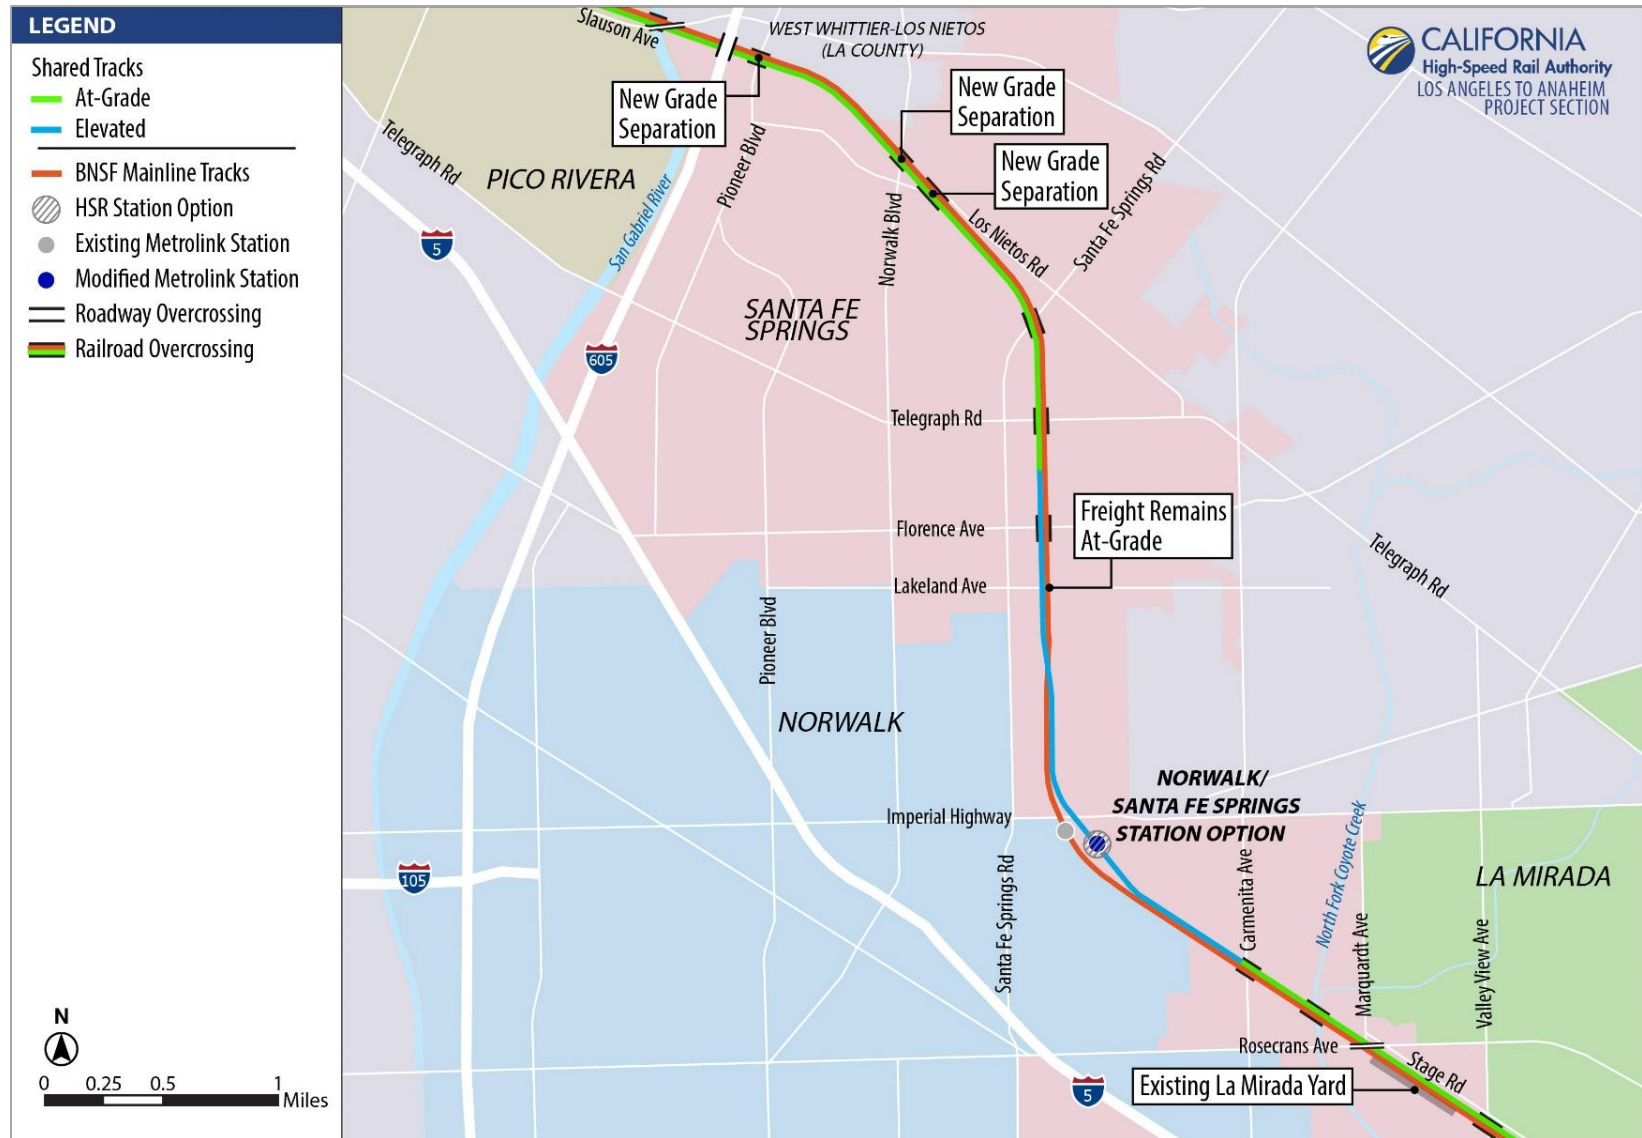 LEGEND
Shared Tracks
At-Grade
Elevated
BNSF Mainline Tracks
HSR Station Option
Existing Metrolink Station
Modified Metrolink Station
Roadway Overcrossing
Railroad Overcrossing
N
0 0.25 0.5 1
Miles
CALIFORNIA
High-Speed Rail Authority
LOS ANGELES TO ANAHEIM
PROJECT SECTION
Slauson Ave
WEST WHITTIER-LOS NIETOS
(LA COUNTY)
New Grade
Separation
New Grade
Separation
New Grade
Separation
Telegraph Rd
PICO RIVERA
San Gabriel River
Pioneer Blvd
Norwalk Blvd
Los Nietos Rd
Santa Fe Springs Rd
5
SANTA FE
SPRINGS
605
Telegraph Rd
Florence Ave
Freight Remains
At-Grade
Telegraph Rd
Lakeland Ave
Pioneer Blvd
NORWALK
NORWALK/
SANTA FE SPRINGS
STATION OPTION
Imperial Highway
105
Santa Fe Springs Rd
Carmenita Ave
North Fork Coyote Creek
LA MIRADA
Marquardt Ave
Valley View Ave
Rosecrans Ave
Stage Rd
5
Existing La Mirada Yard